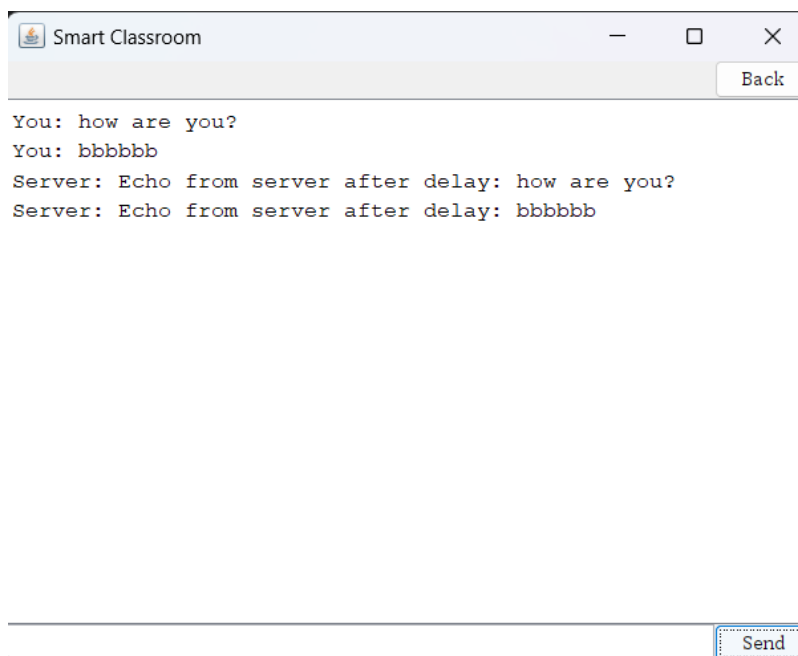 Smart Classroom
Back
You: how are you?
You: bbbbbb
Server: Echo from server after delay: how are you?
Server: Echo from server after delay: bbbbbb
Send